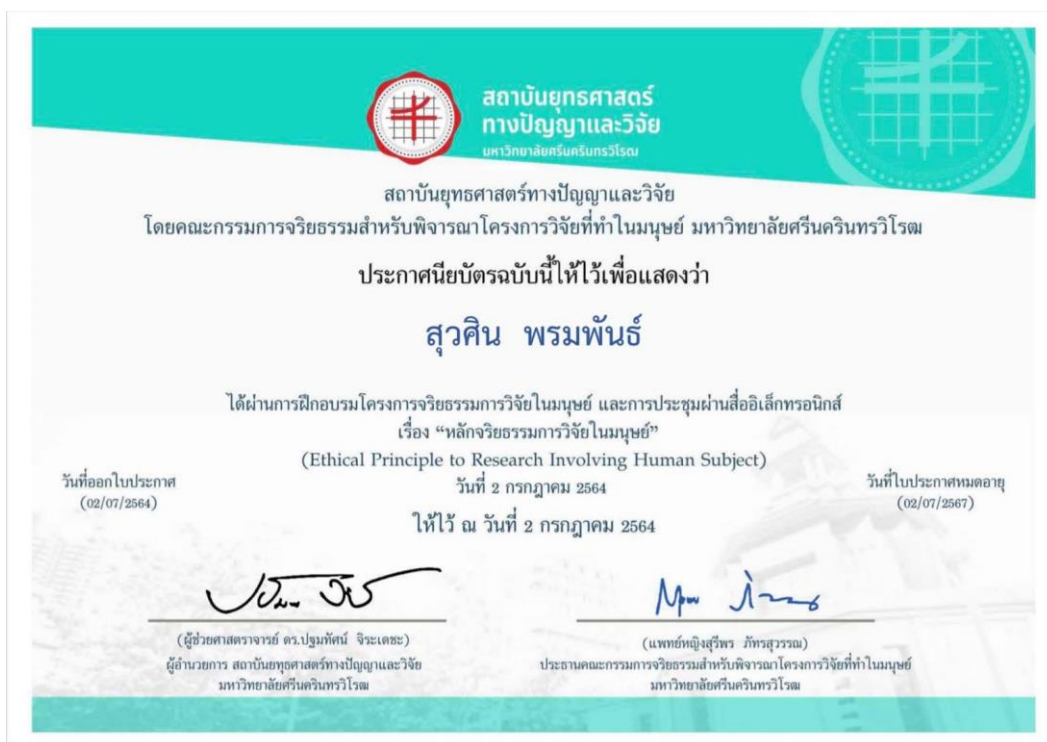 สถาบันยุทธศาสตร์
ทางปัญญาและวิจัย
มหาวิทยาลัยศรีนครินทรวิโรฒ
สถาบันยุทธศาสตร์ทางปัญญาและวิจัย
โดยคณะกรรมการจริยธรรมสำหรับพิจารณาโครงการวิจัยที่ทำในมนุษย์ มหาวิทยาลัยศรีนครินทรวิโรฒ
ประกาศนียบัตรฉบับนี้ให้ไว้เพื่อแสดงว่า
สุวศิน พรมพันธ์
ได้ผ่านการฝึกอบรมโครงการจริยธรรมการวิจัยในมนุษย์ และการประชุมผ่านสื่ออิเล็กทรอนิกส์
เรื่อง “หลักจริยธรรมการวิจัยในมนุษย์”
(Ethical Principle to Research Involving Human Subject)
วันที่ 2 กรกฎาคม 2564
วันที่ออกใบประกาศ
(02/07/2564)
วันที่ใบประกาศหมดอายุ
(02/07/2567)
ให้ไว้ ณ วันที่ 2 กรกฎาคม 2564
(ผู้ช่วยศาสตราจารย์ ดร.ปฐมทัศน์ จิระเดชะ)
ผู้อำนวยการ สถาบันยุทธศาสตร์ทางปัญญาและวิจัย
มหาวิทยาลัยศรีนครินทรวิโรฒ
(แพทย์หญิงสุรีพร ภัทรสุวรรณ)
ประธานคณะกรรมการจริยธรรมสำหรับพิจารณาโครงการวิจัยที่ทำในมนุษย์
มหาวิทยาลัยศรีนครินทรวิโรฒ